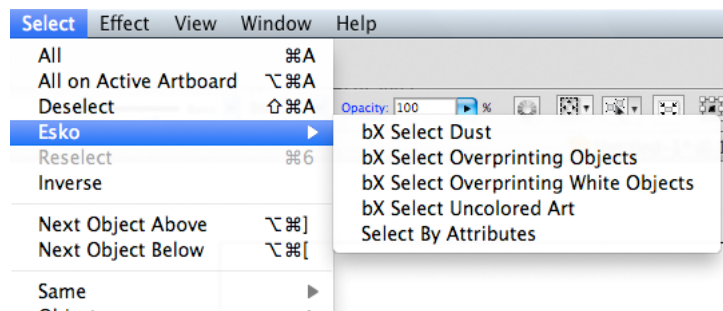 Select Effect View Window Help
All ⌘A
All on Active Artboard ⌥⌘A
Deselect ⇧⌘A
Opacity: 100 %
Esko
bX Select Dust
Reselect ⌘6
bX Select Overprinting Objects
Inverse
bX Select Overprinting White Objects
bX Select Uncolored Art
Next Object Above ⌥⌘]
Select By Attributes
Next Object Below ⌥⌘[
Same